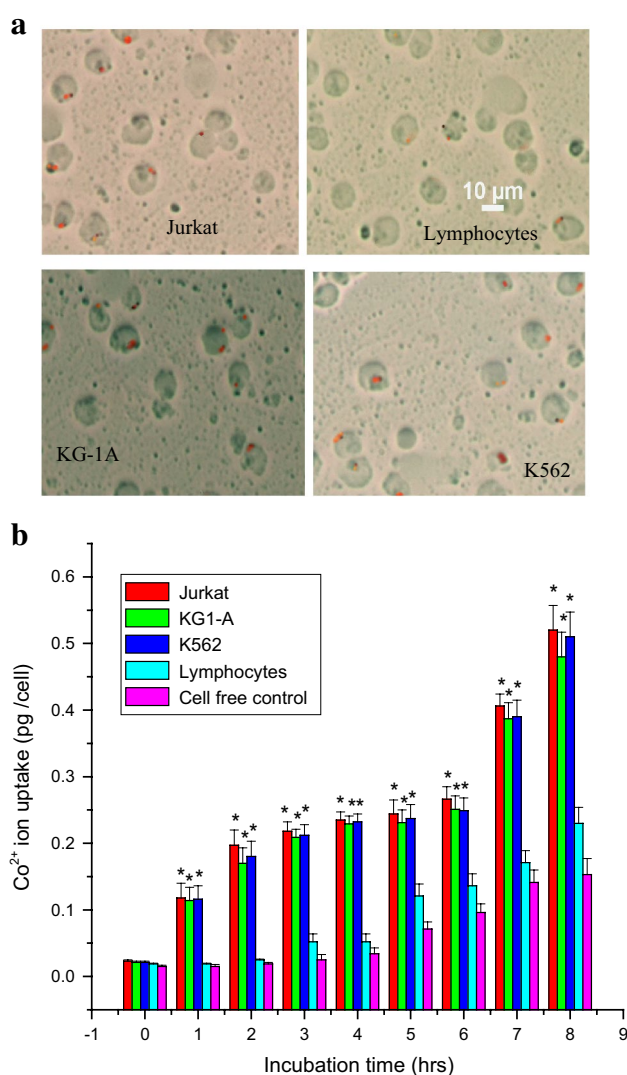 a
Jurkat
10 µm
Lymphocytes
KG-1A
K562
b
Jurkat
KG1-A
K562
Lymphocytes
Cell free control
Co²⁺ ion uptake (pg /cell)
0.6
0.5
0.4
0.3
0.2
0.1
0.0
* * *
* * *
* * *
* **
* * *
* **
* * *
* * *
-1 0 1 2 3 4 5 6 7 8 9
Incubation time (hrs)